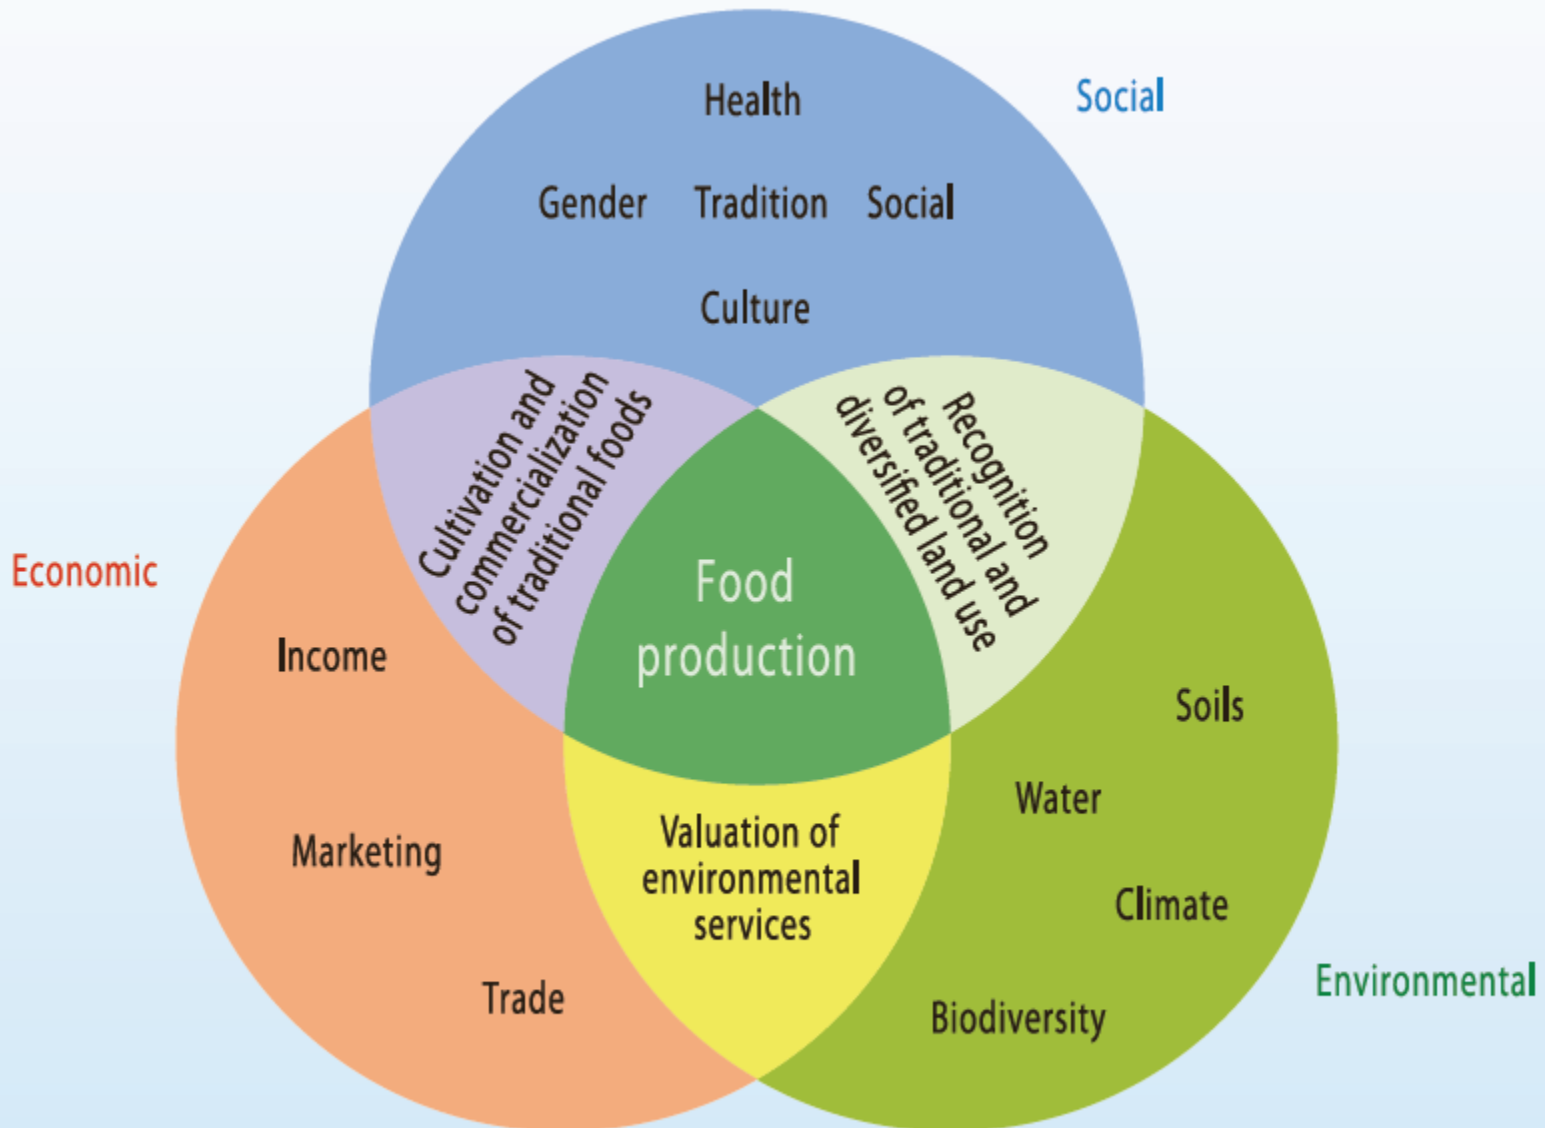 Health
Social
Gender Tradition Social
Culture
Cultivation and
commercialization
of traditional foods
Recognition
of traditional and
diversified land use
Economic
Food
production
Income
Soils
Water
Marketing
Valuation of
environmental
services
Climate
Environmental
Trade
Biodiversity